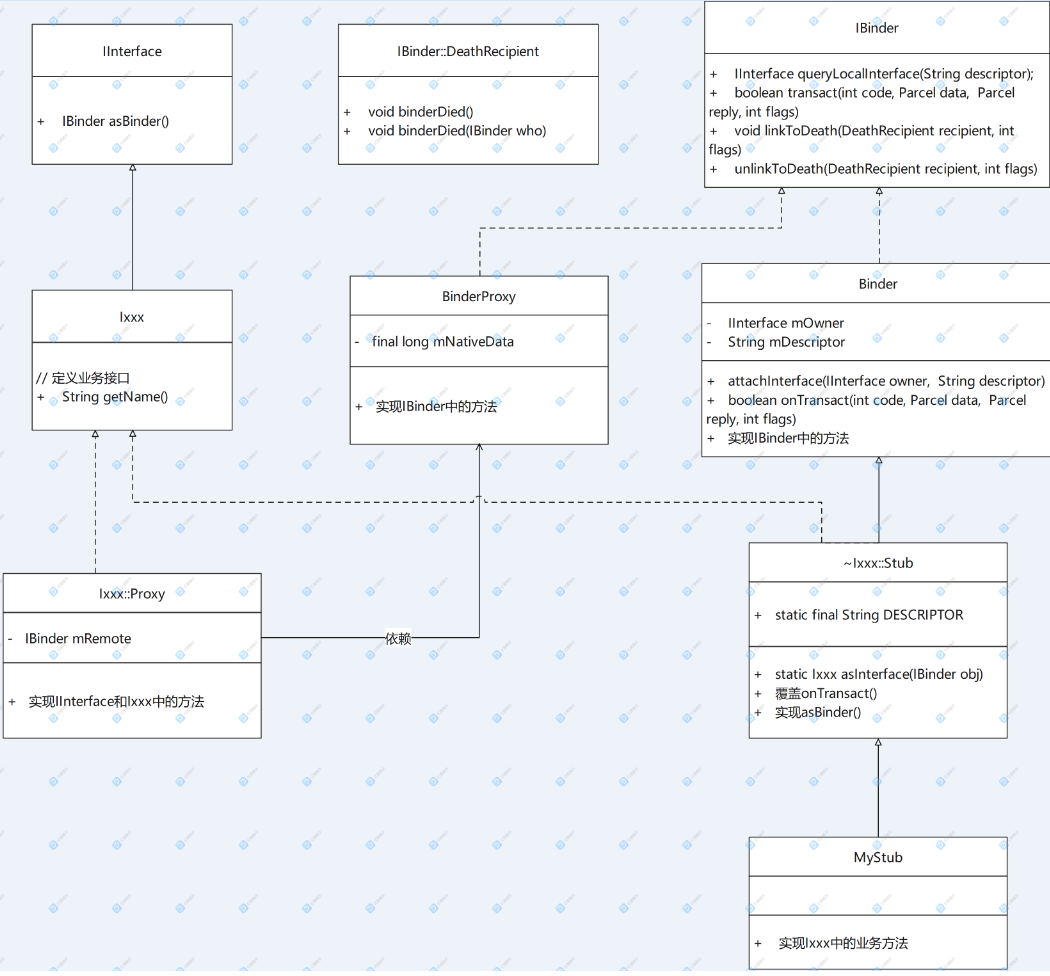 IInterface
+ IBinder asBinder()
IBinder::DeathRecipient
+ void binderDied()
+ void binderDied(IBinder who)
IBinder
+ IInterface queryLocalInterface(String descriptor);
+ boolean transact(int code, Parcel data, Parcel
reply, int flags)
+ void linkToDeath(DeathRecipient recipient, int
flags)
+ unlinkToDeath(DeathRecipient recipient, int flags)
Ixxx
// 定义业务接口
+ String getName()
BinderProxy
- final long mNativeData
+ 实现IBinder中的方法
Binder
- IInterface mOwner
- String mDescriptor
+ attachInterface(IInterface owner, String descriptor)
+ boolean onTransact(int code, Parcel data, Parcel
reply, int flags)
+ 实现IBinder中的方法
Ixxx::Proxy
- IBinder mRemote
+ 实现IInterface和Ixxx中的方法
依赖
~Ixxx::Stub
+ static final String DESCRIPTOR
+ static Ixxx asInterface(IBinder obj)
+ 覆盖onTransact()
+ 实现asBinder()
MyStub
+ 实现Ixxx中的业务方法